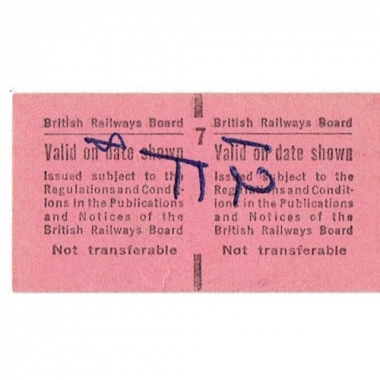 British Railways Board
Valid on date shown
Issued subject to the
Regulations and Condit-
ions in the Publications
and Notices of the
British Railways Board
Not transferable
7
British Railways Board
Valid on date shown
Issued subject to the
Regulations and Condit-
ions in the Publications
and Notices of the
British Railways Board
Not transferable